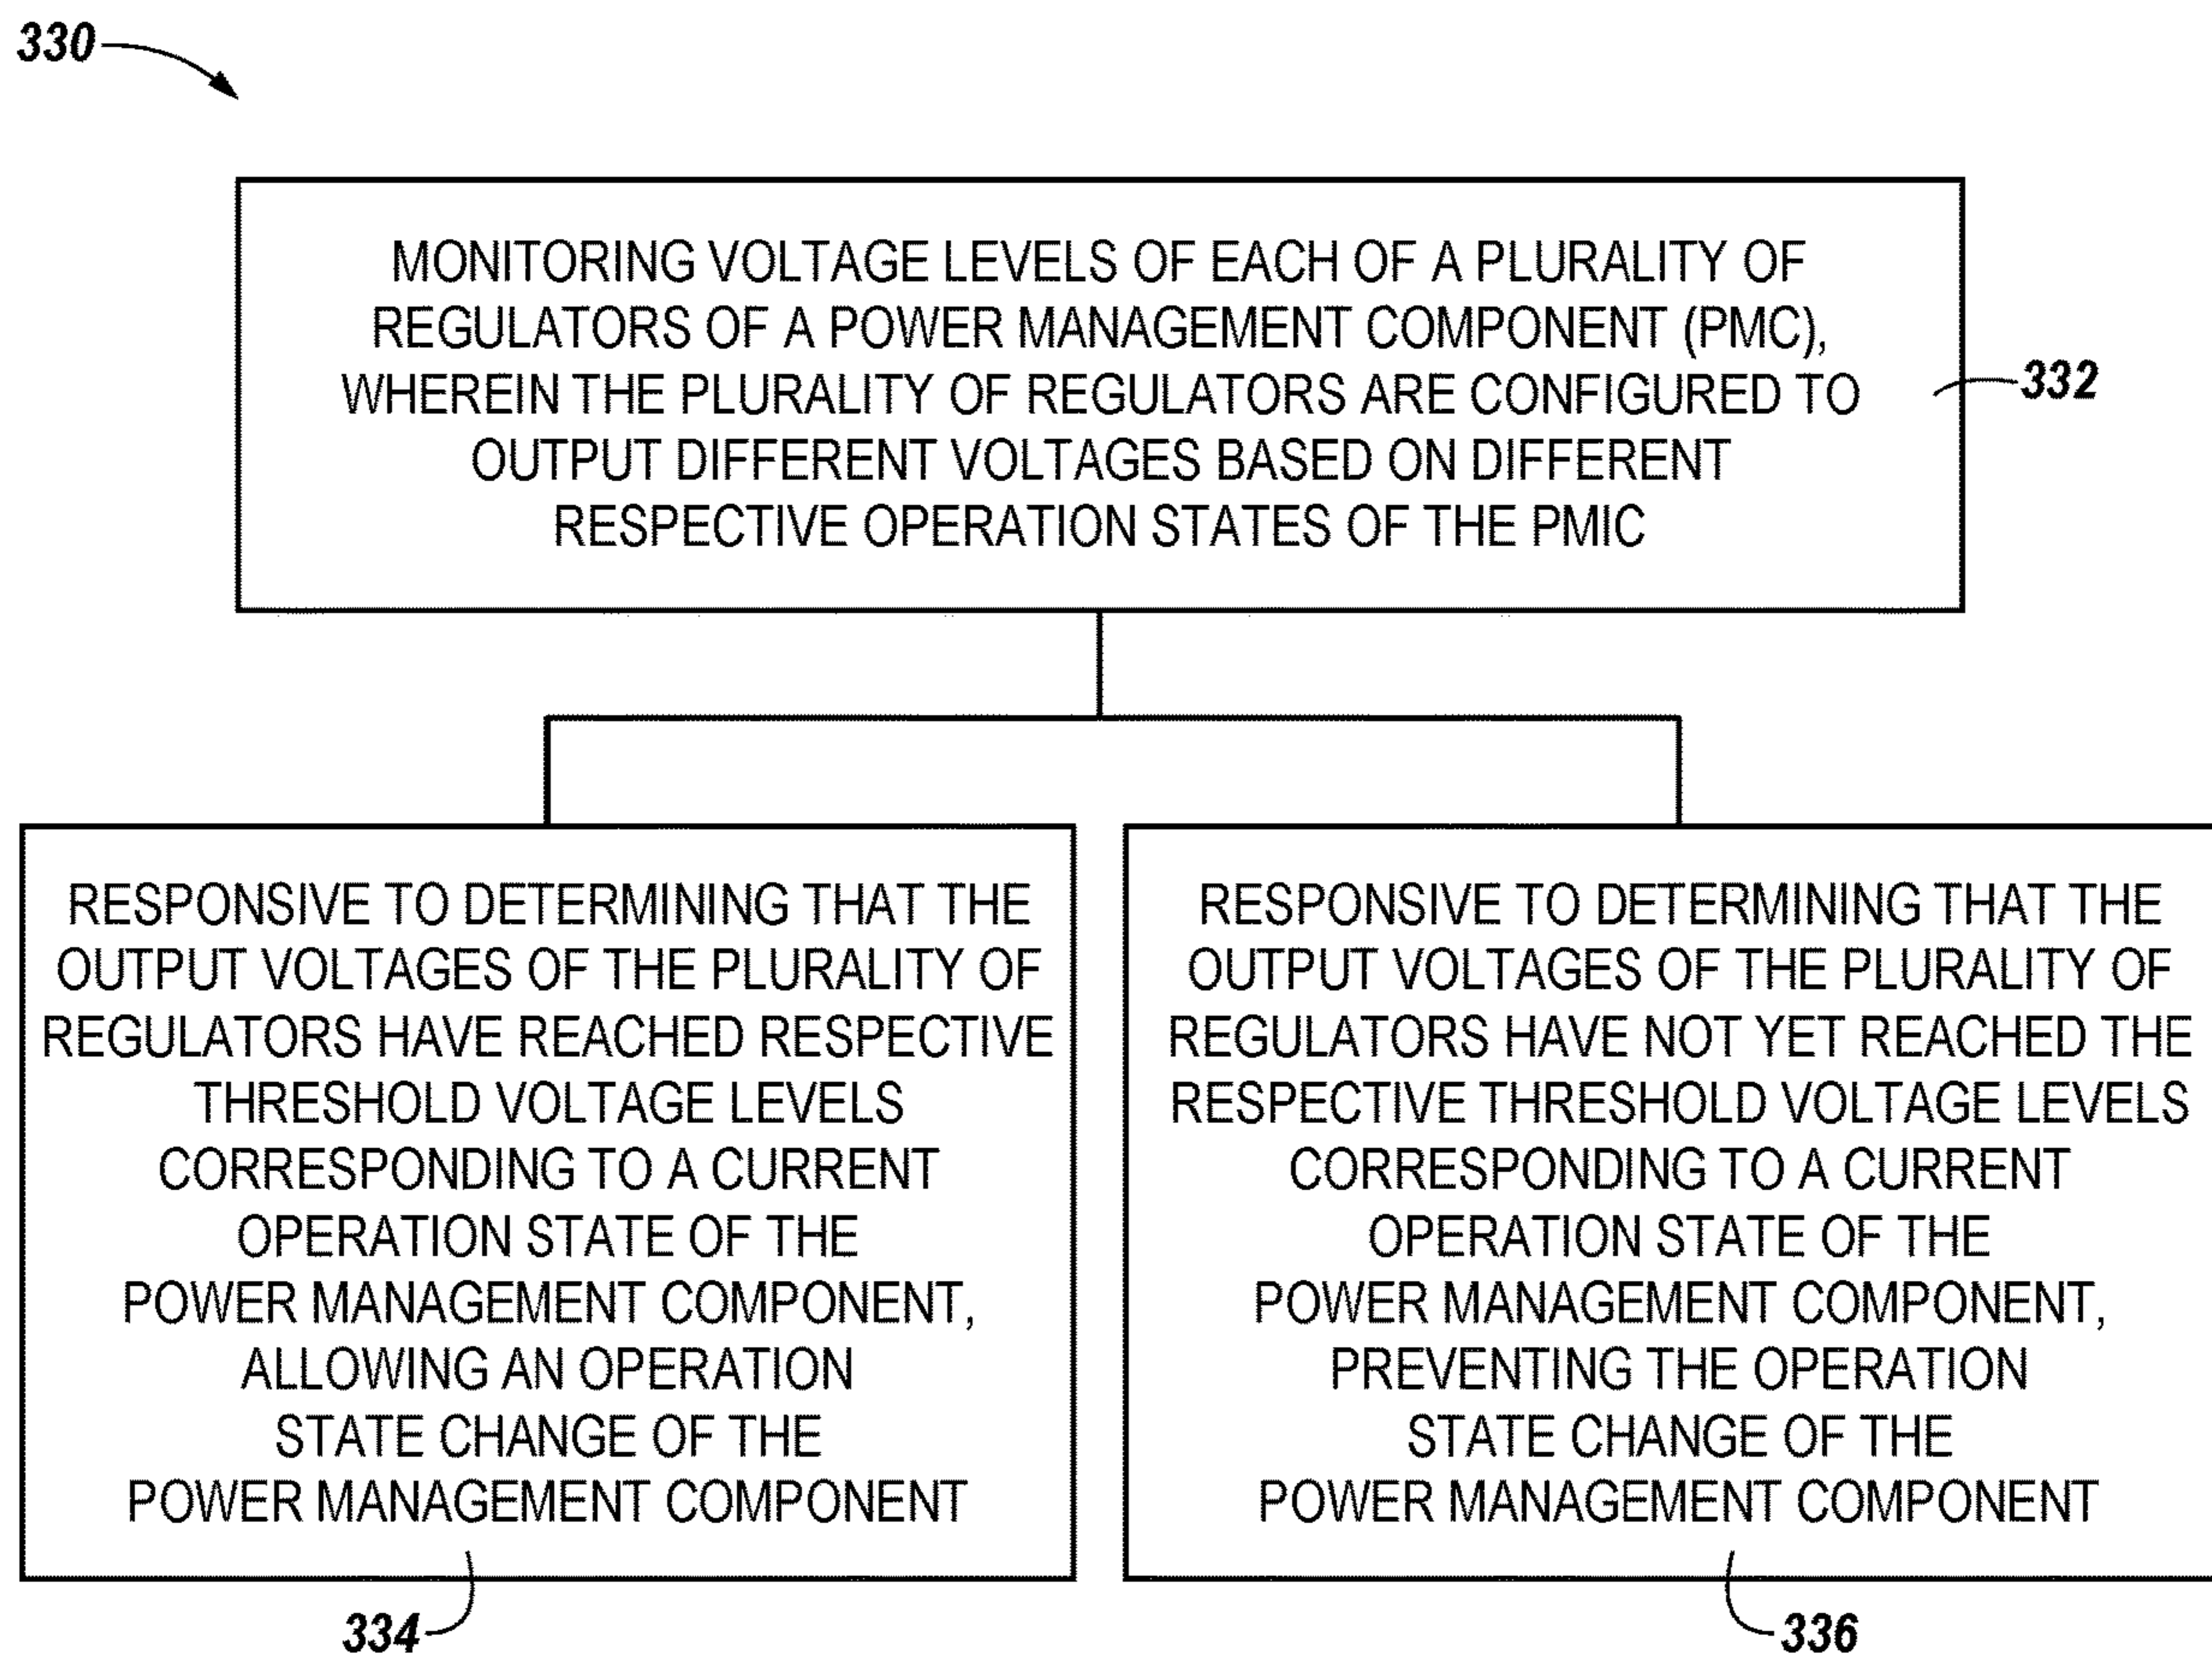 330
MONITORING VOLTAGE LEVELS OF EACH OF A PLURALITY OF
REGULATORS OF A POWER MANAGEMENT COMPONENT (PMC),
WHEREIN THE PLURALITY OF REGULATORS ARE CONFIGURED TO
OUTPUT DIFFERENT VOLTAGES BASED ON DIFFERENT
RESPECTIVE OPERATION STATES OF THE PMIC
332
RESPONSIVE TO DETERMINING THAT THE
OUTPUT VOLTAGES OF THE PLURALITY OF
REGULATORS HAVE REACHED RESPECTIVE
THRESHOLD VOLTAGE LEVELS
CORRESPONDING TO A CURRENT
OPERATION STATE OF THE
POWER MANAGEMENT COMPONENT,
ALLOWING AN OPERATION
STATE CHANGE OF THE
POWER MANAGEMENT COMPONENT
334
RESPONSIVE TO DETERMINING THAT THE
OUTPUT VOLTAGES OF THE PLURALITY OF
REGULATORS HAVE NOT YET REACHED THE
RESPECTIVE THRESHOLD VOLTAGE LEVELS
CORRESPONDING TO A CURRENT
OPERATION STATE OF THE
POWER MANAGEMENT COMPONENT,
PREVENTING THE OPERATION
STATE CHANGE OF THE
POWER MANAGEMENT COMPONENT
336